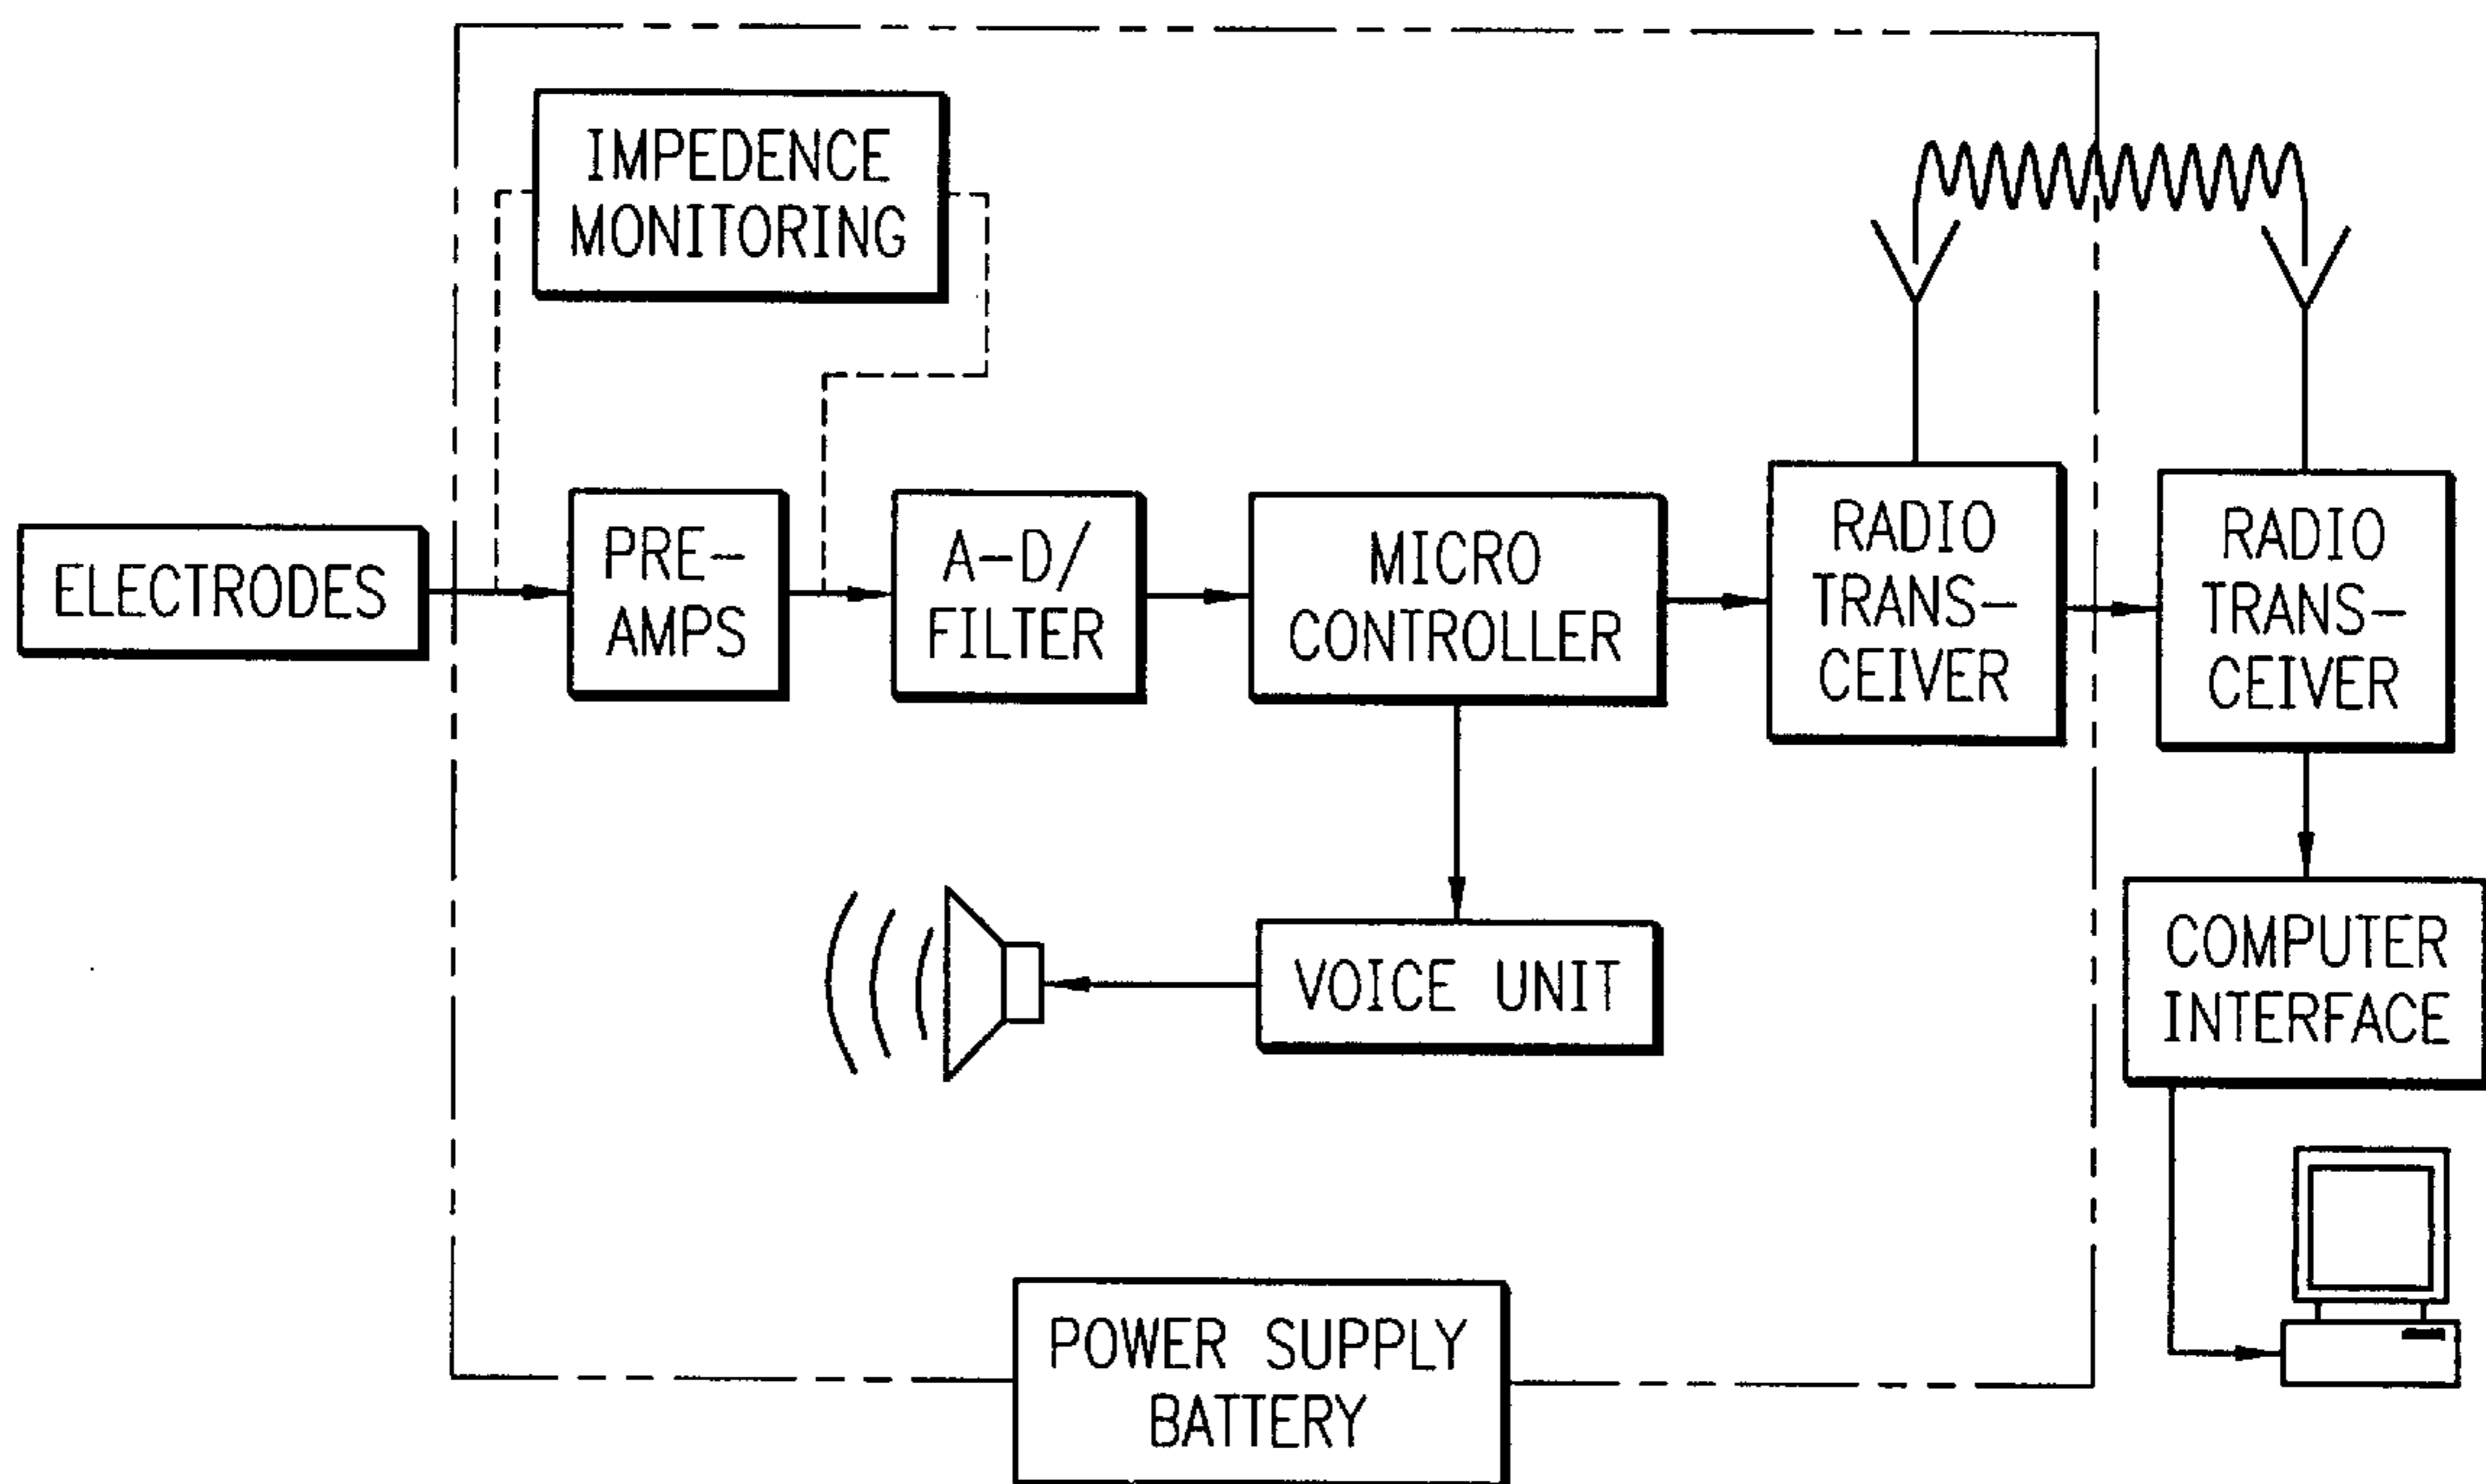 IMPEDENCE
MONITORING
ELECTRODES
PRE-
AMPS
A-D/
FILTER
MICRO
CONTROLLER
RADIO
TRANS-
CEIVER
RADIO
TRANS-
CEIVER
VOICE UNIT
COMPUTER
INTERFACE
POWER SUPPLY
BATTERY